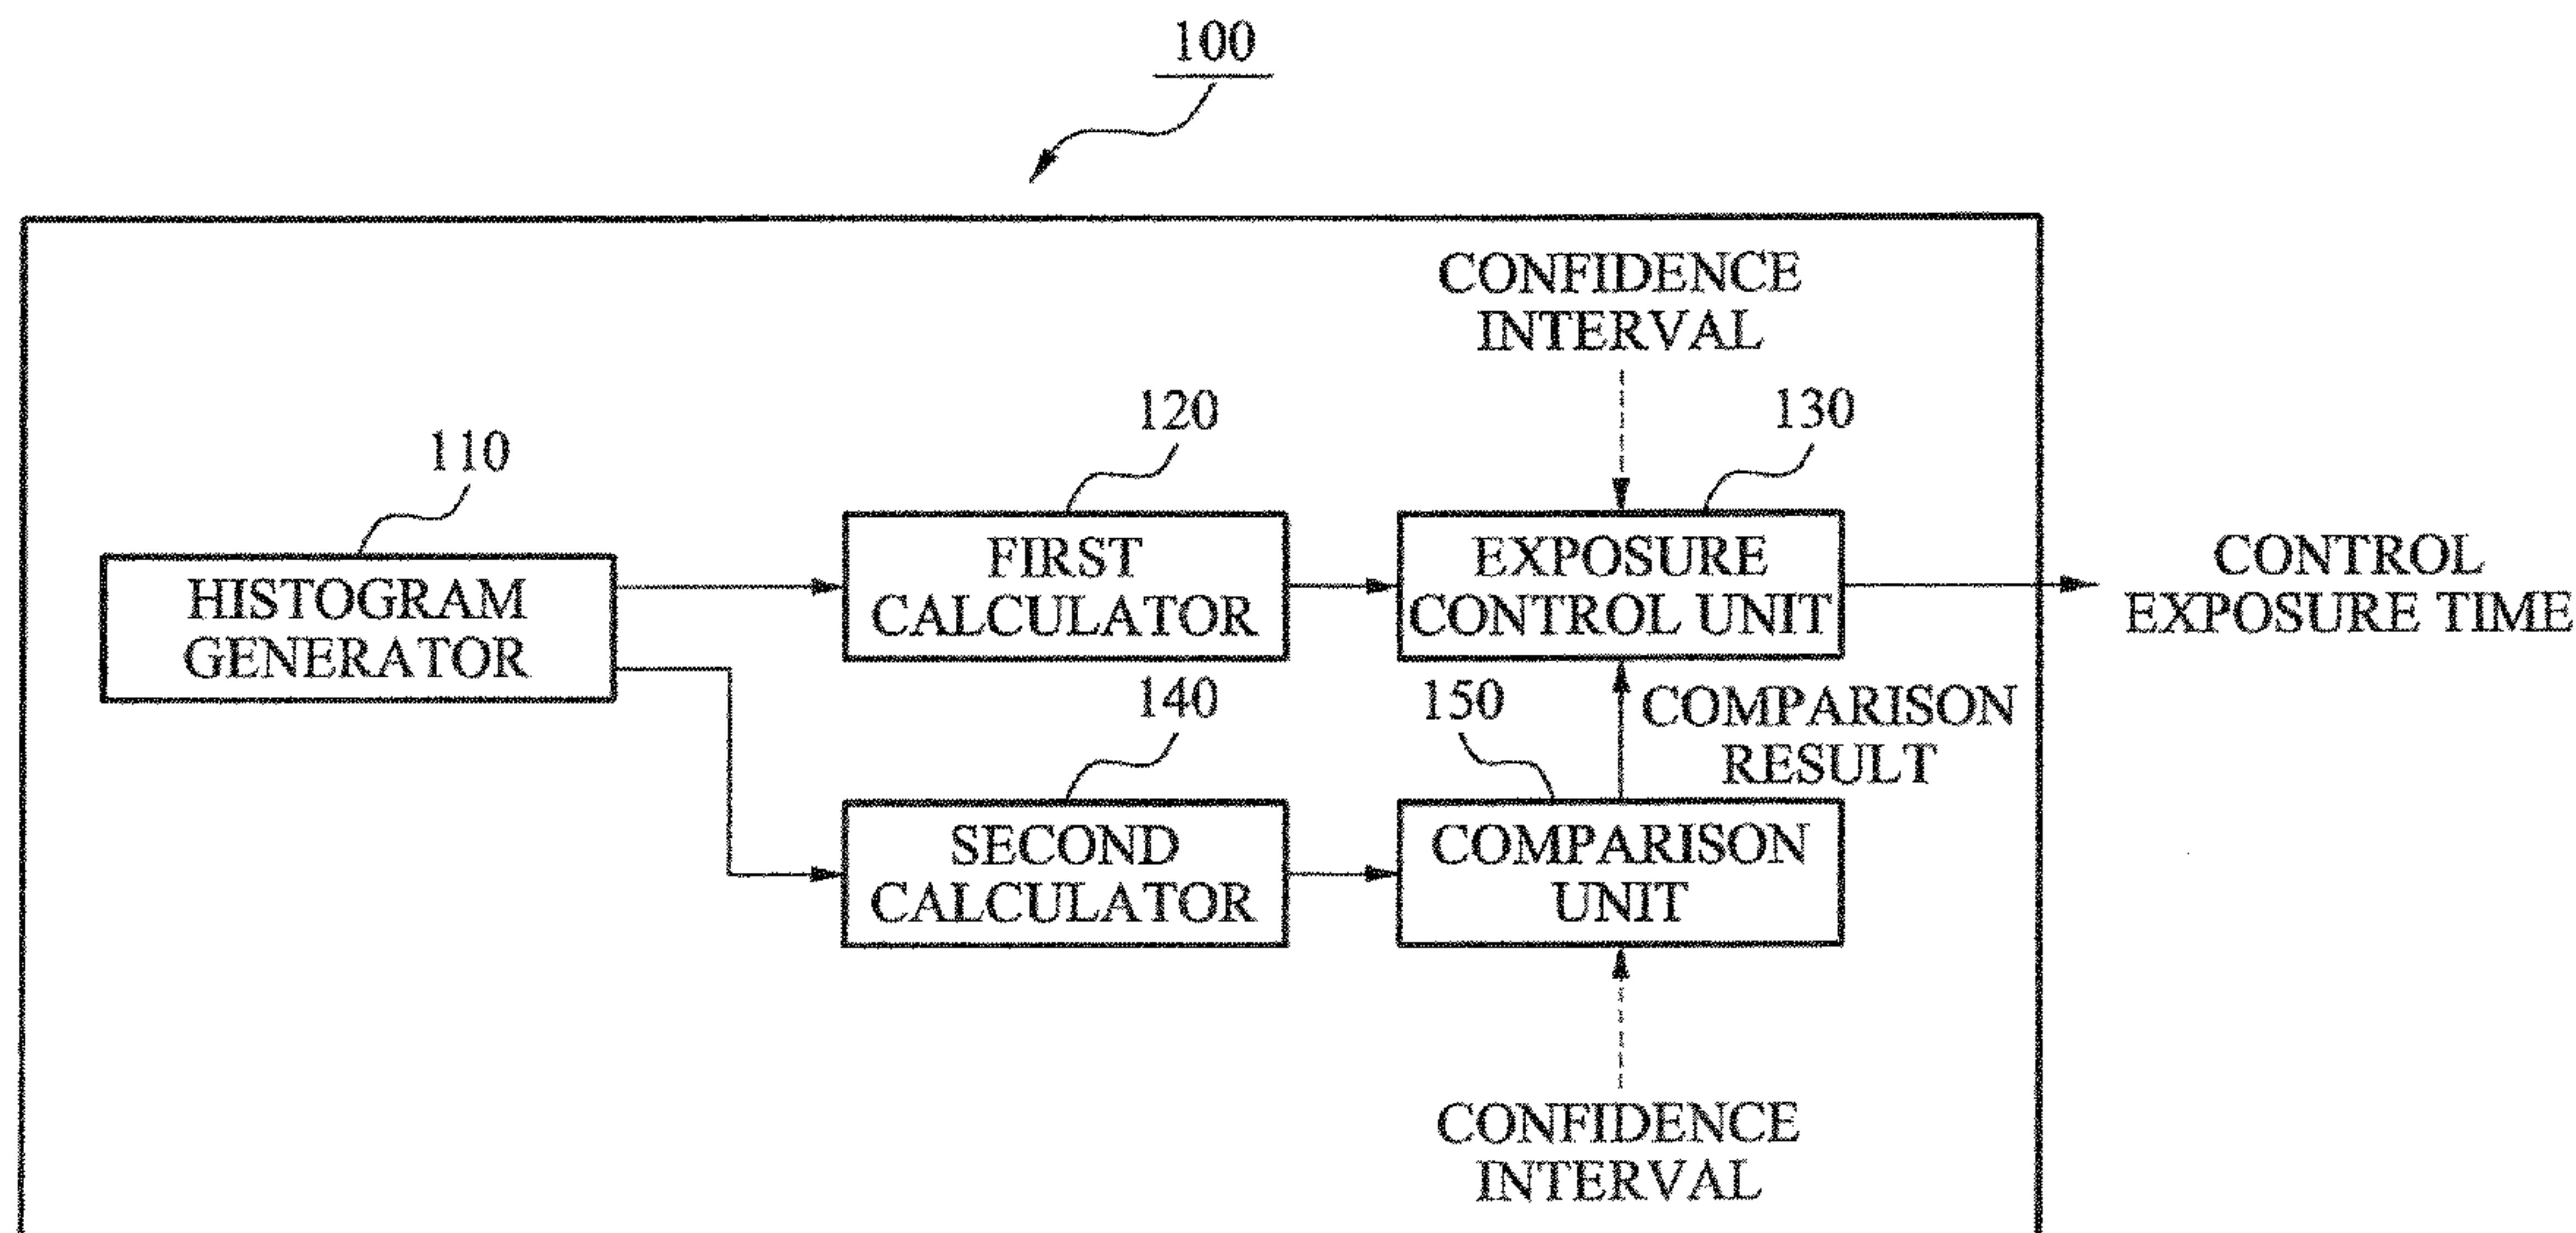 100
CONFIDENCE
INTERVAL
110
120
130
HISTOGRAM
GENERATOR
FIRST
CALCULATOR
EXPOSURE
CONTROL UNIT
CONTROL
EXPOSURE TIME
140
150
COMPARISON
RESULT
SECOND
CALCULATOR
COMPARISON
UNIT
CONFIDENCE
INTERVAL